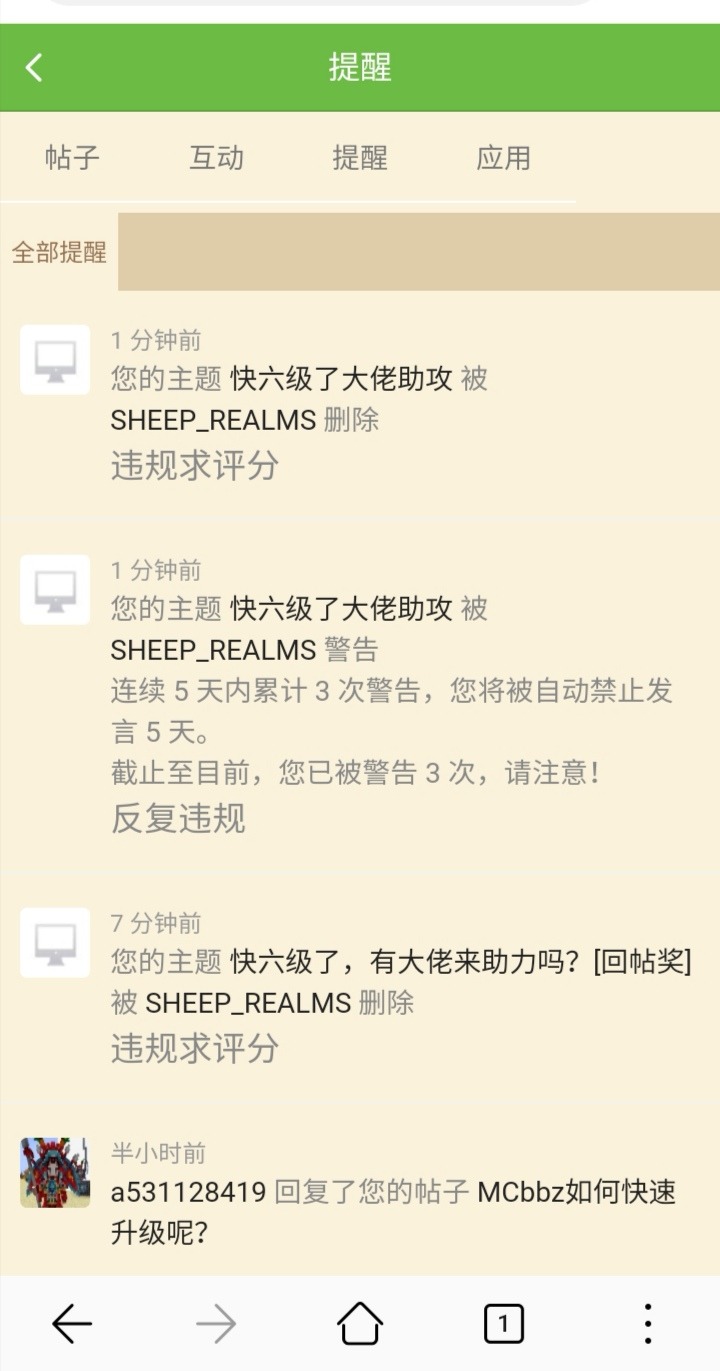 提醒
帖子 互动 提醒 应用
全部提醒
1 分钟前
您的主题 快六级了大佬助攻 被
SHEEP_REALMS 删除
违规求评分
1 分钟前
您的主题 快六级了大佬助攻 被
SHEEP_REALMS 警告
连续 5 天内累计 3 次警告，您将被自动禁止发
言 5 天。
截止至目前，您已被警告 3 次，请注意！
反复违规
7 分钟前
您的主题 快六级了，有大佬来助力吗？[回帖奖]
被 SHEEP_REALMS 删除
违规求评分
半小时前
a531128419 回复了您的帖子 MCbbz如何快速
升级呢？
1